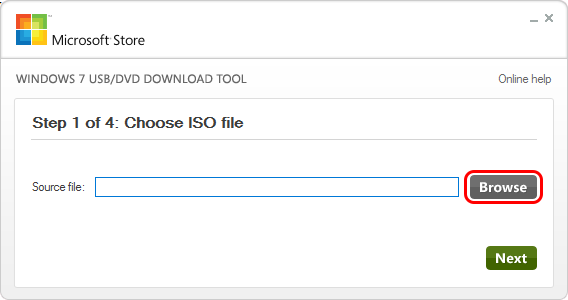 Microsoft Store
WINDOWS 7 USB/DVD DOWNLOAD TOOL
Online help
Step 1 of 4: Choose ISO file
Source file:
Browse
Next